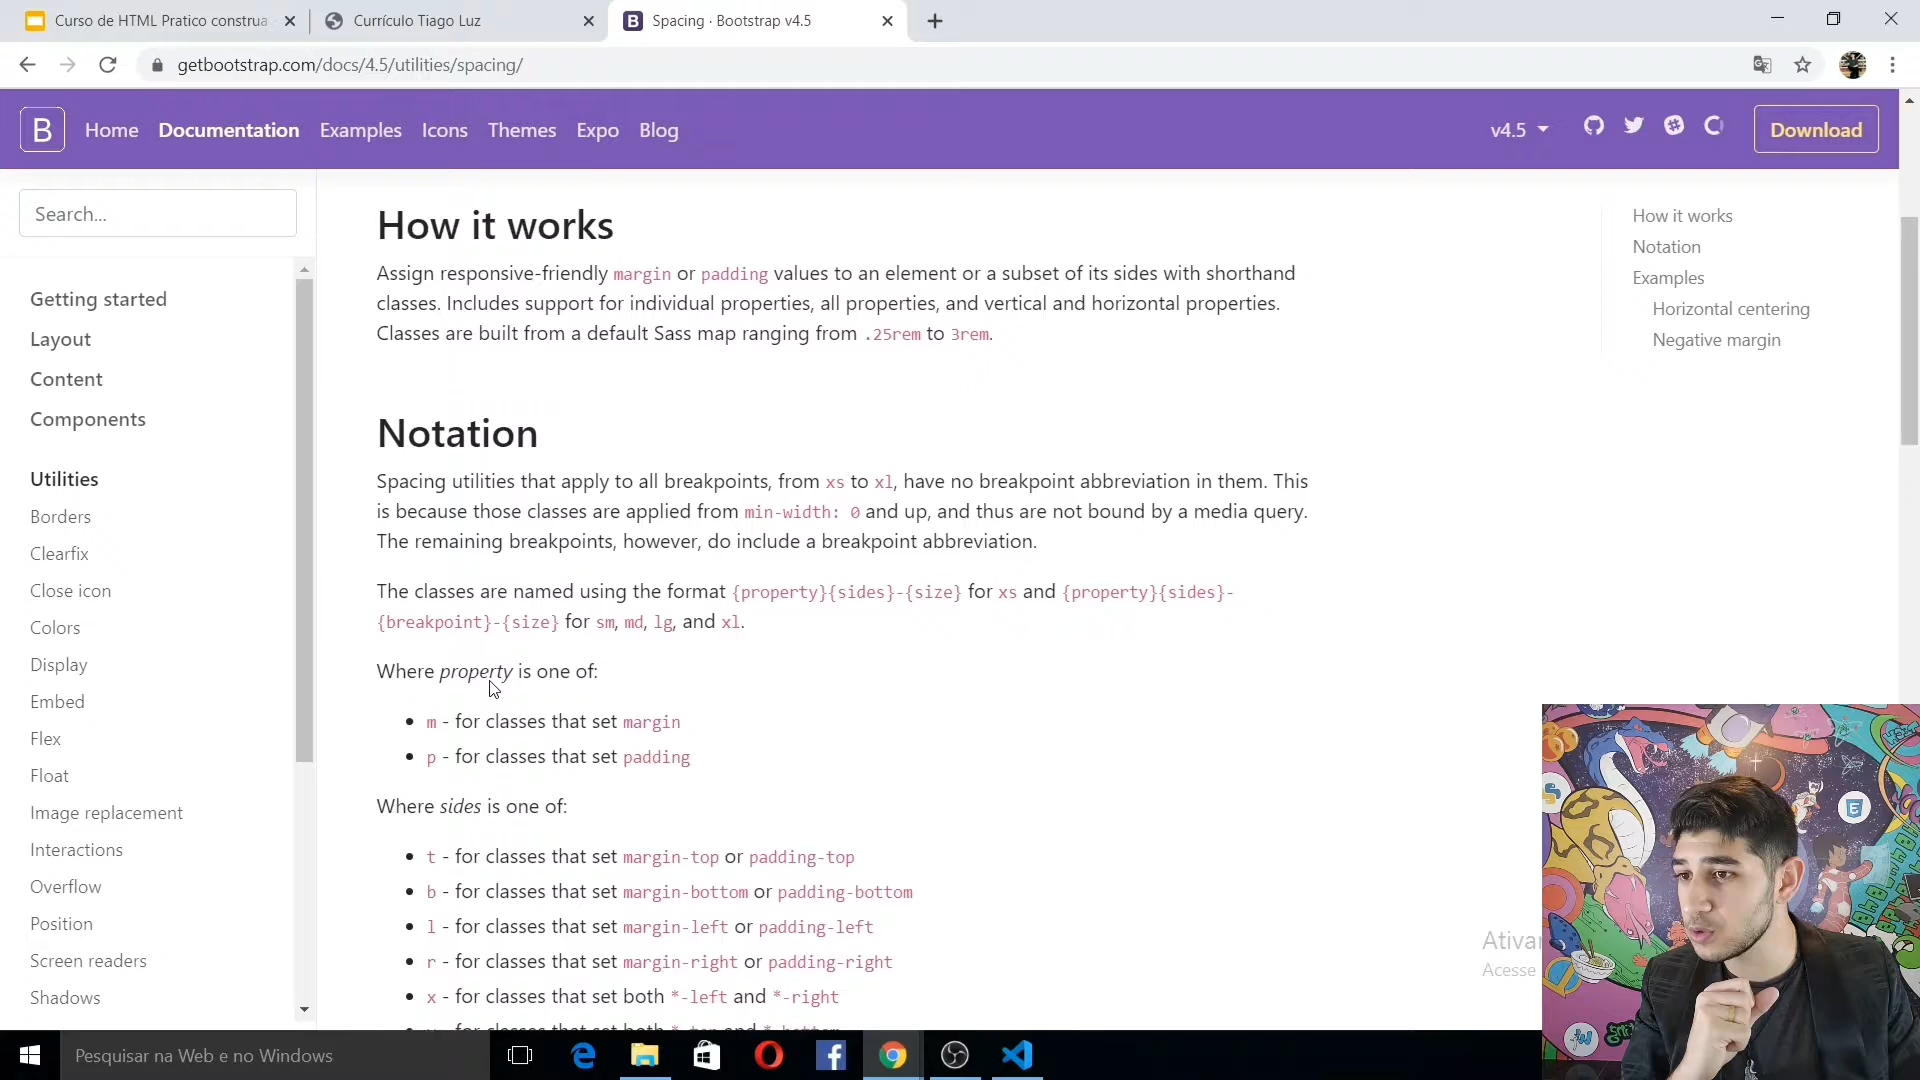 Curso de HTML Pratico construa
Currículo Tiago Luz
B Spacing · Bootstrap v4.5
getbootstrap.com/docs/4.5/utilities/spacing/
B Home Documentation Examples Icons Themes Expo Blog v4.5 Download
Search...
Getting started
Layout
Content
Components
Utilities
Borders
Clearfix
Close icon
Colors
Display
Embed
Flex
Float
Image replacement
Interactions
Overflow
Position
Screen readers
Shadows
How it works
Assign responsive-friendly margin or padding values to an element or a subset of its sides with shorthand
classes. Includes support for individual properties, all properties, and vertical and horizontal properties.
Classes are built from a default Sass map ranging from .25rem to 3rem.
Notation
Spacing utilities that apply to all breakpoints, from xs to xl, have no breakpoint abbreviation in them. This
is because those classes are applied from min-width: 0 and up, and thus are not bound by a media query.
The remaining breakpoints, however, do include a breakpoint abbreviation.
The classes are named using the format {property}{sides}-{size} for xs and {property}{sides}-
{breakpoint}-{size} for sm, md, lg, and xl.
Where property is one of:
• m - for classes that set margin
• p - for classes that set padding
Where sides is one of:
• t - for classes that set margin-top or padding-top
• b - for classes that set margin-bottom or padding-bottom
• l - for classes that set margin-left or padding-left
• r - for classes that set margin-right or padding-right
• x - for classes that set both *-left and *-right
• y - for classes that set both *-top and *-bottom
How it works
Notation
Examples
Horizontal centering
Negative margin
Ativar
Acesse
Pesquisar na Web e no Windows